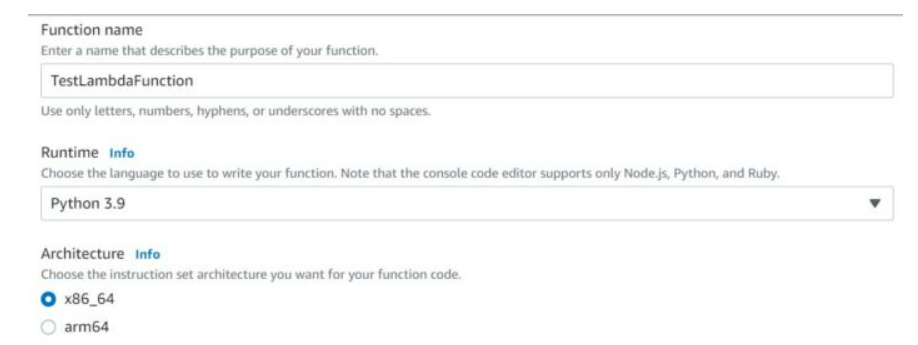 Function name
Enter a name that describes the purpose of your function.
TestLambdaFunction
Use only letters, numbers, hyphens, or underscores with no spaces.
Runtime Info
Choose the language to use to write your function. Note that the console code editor supports only Node.js, Python, and Ruby.
Python 3.9
Architecture Info
Choose the instruction set architecture you want for your function code.
x86_64
arm64